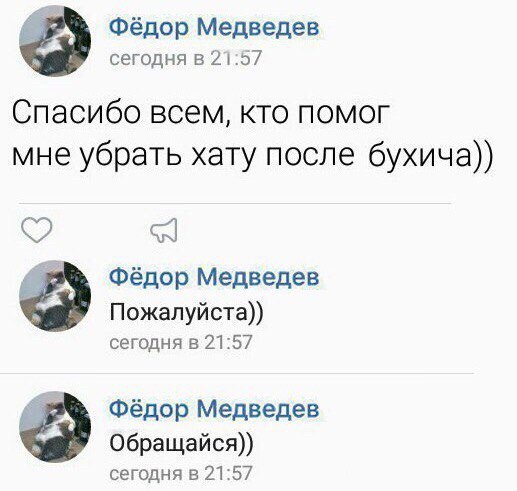 Фёдор Медведев
сегодня в 21:57
Спасибо всем, кто помог
мне убрать хату после бухича))
Фёдор Медведев
Пожалуйста))
сегодня в 21:57
Фёдор Медведев
Обращайся))
сегодня в 21:57